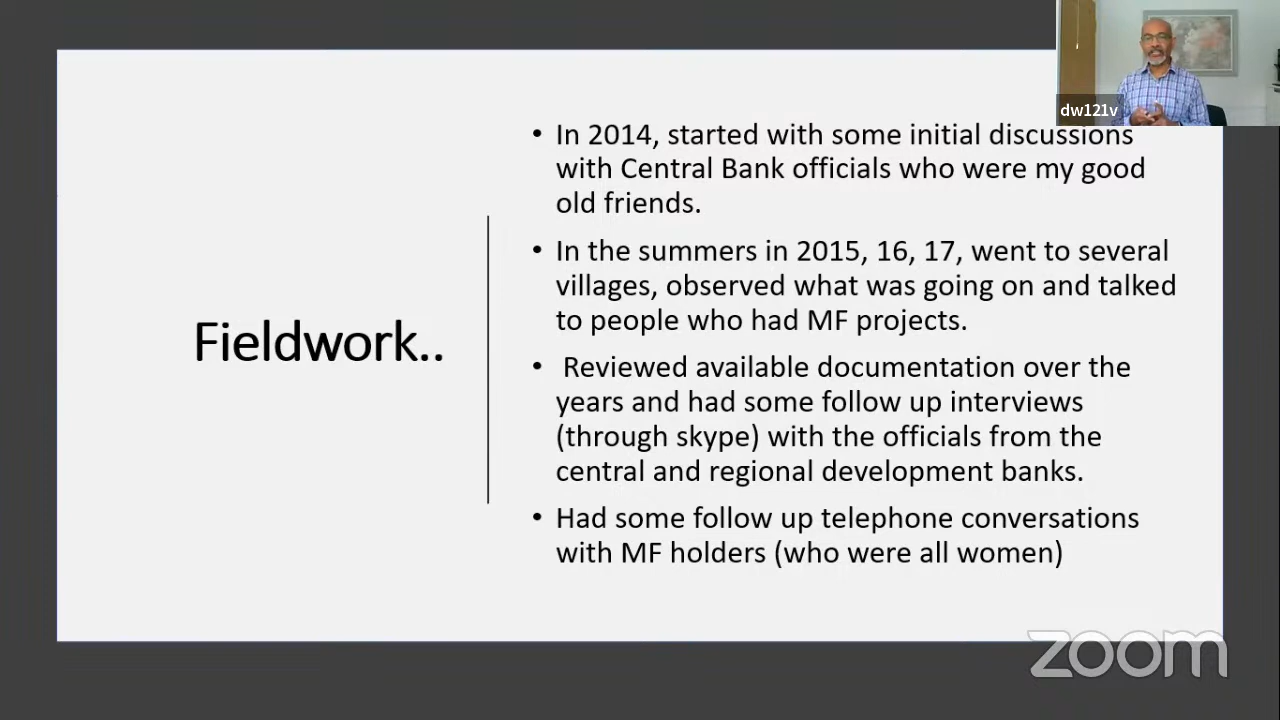 dw121v
• In 2014, started with some initial discussions
with Central Bank officials who were my good
old friends.
• In the summers in 2015, 16, 17, went to several
villages, observed what was going on and talked
to people who had MF projects.
Fieldwork..
• Reviewed available documentation over the
years and had some follow up interviews
(through skype) with the officials from the
central and regional development banks.
• Had some follow up telephone conversations
with MF holders (who were all women)
zoom